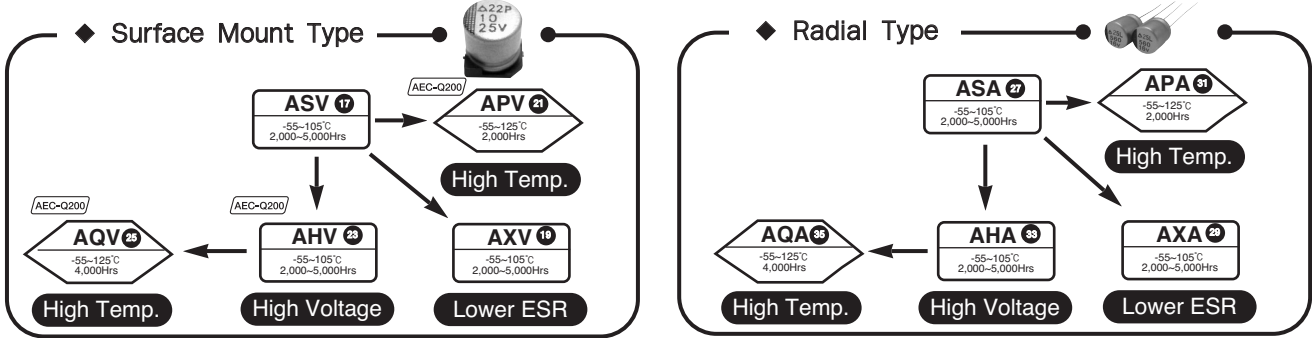 ◆ Surface Mount Type
△22P
10
25V
AEC-Q200
ASV 17
-55~105℃
2,000~5,000Hrs
APV 21
-55~125℃
2,000Hrs
High Temp.
AEC-Q200
AEC-Q200
AQV 25
-55~125℃
4,000Hrs
High Temp.
AHV 23
-55~105℃
2,000~5,000Hrs
High Voltage
AXV 19
-55~105℃
2,000~5,000Hrs
Lower ESR
◆ Radial Type
ASA 27
-55~105℃
2,000~5,000Hrs
APA 31
-55~125℃
2,000Hrs
High Temp.
AQA 35
-55~125℃
4,000Hrs
High Temp.
AHA 33
-55~105℃
2,000~5,000Hrs
High Voltage
AXA 29
-55~105℃
2,000~5,000Hrs
Lower ESR